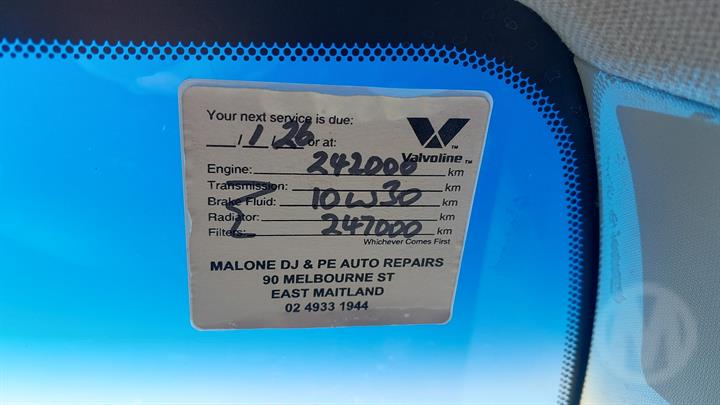 Your next service is due:
__/1/26 or at:
Valvoline™
Engine: 242000 km
Transmission: km
Brake Fluid: 10W30 km
Radiator: 247000 km
Filters: km
Whichever Comes First
MALONE DJ & PE AUTO REPAIRS
90 MELBOURNE ST
EAST MAITLAND
02 4933 1944
M